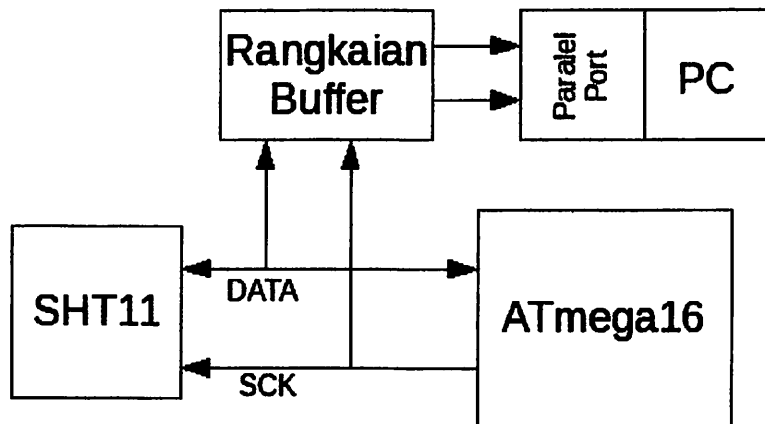 Rangkaian
Buffer
Paralel
Port
PC
SHT11
DATA
SCK
ATmega16